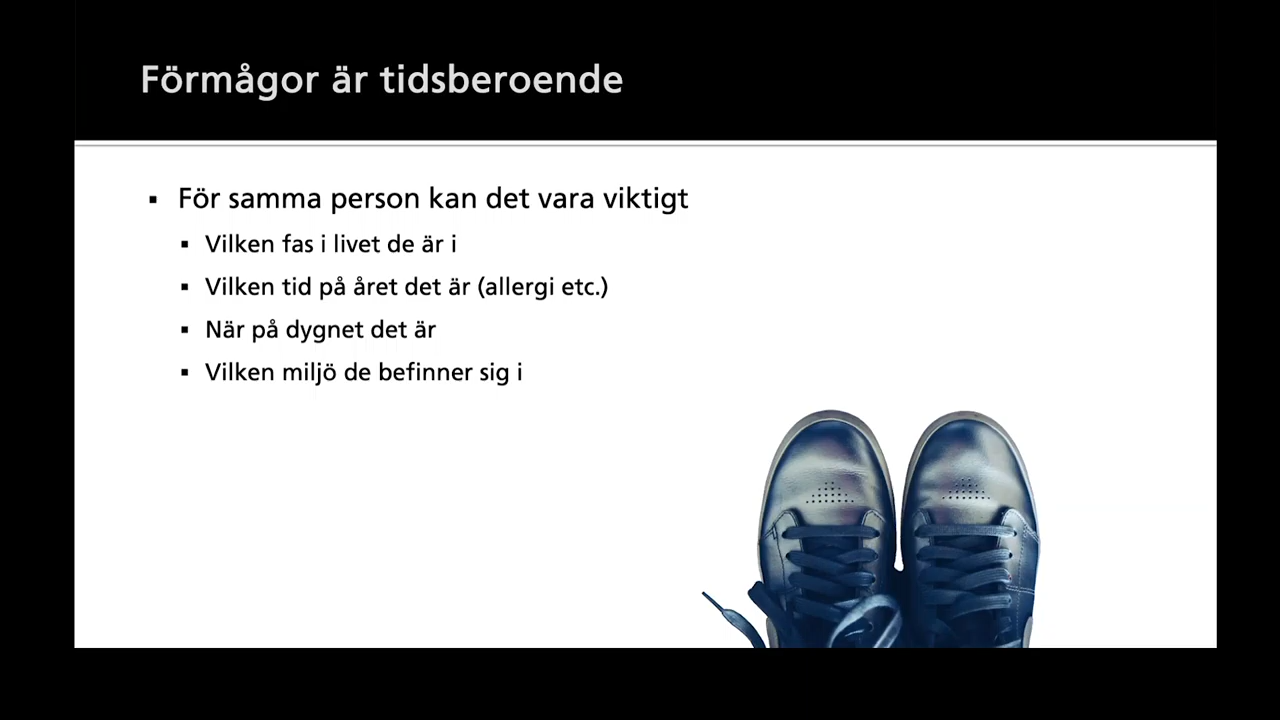 Förmågor är tidsberoende
▪ För samma person kan det vara viktigt
▪ Vilken fas i livet de är i
▪ Vilken tid på året det är (allergi etc.)
▪ När på dygnet det är
▪ Vilken miljö de befinner sig i